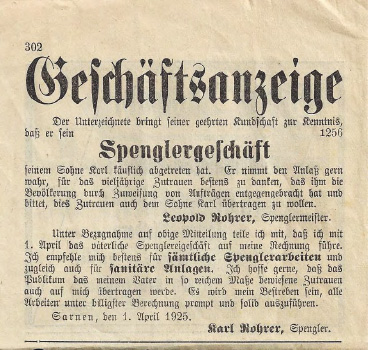 302
Geschäftsanzeige
Der Unterzeichnete bringt seiner geehrten Kundschaft zur Kenntnis,
daß er sein 1256
Spenglergeschäft
seinem Sohne Karl käuflich abgetreten hat. Er nimmt den Anlaß gern
wahr, für das vieljährige Zutrauen bestens zu danken, das ihm die
Bevölkerung durch Zuweisung von Aufträgen entgegengebracht hat und
bittet, dies Zutrauen auch dem Sohne Karl übertragen zu wollen.
Leopold Rohrer, Spenglermeister.
Unter Bezugnahme auf obige Mitteilung teile ich mit, daß ich mit
1. April das väterliche Spenglereigeschäft auf meine Rechnung führe.
Ich empfehle mich bestens für sämtliche Spenglerarbeiten und
zugleich auch für sanitäre Anlagen. Ich hoffe gerne, daß das
Publikum das meinem Vater in so reichem Maße bewiesene Zutrauen
auch auf mich übertragen werde. Es wird mein Bestreben sein, alle
Arbeiten unter billigster Berechnung prompt und solid auszuführen.
Sarnen, den 1. April 1925.
Karl Rohrer, Spengler.